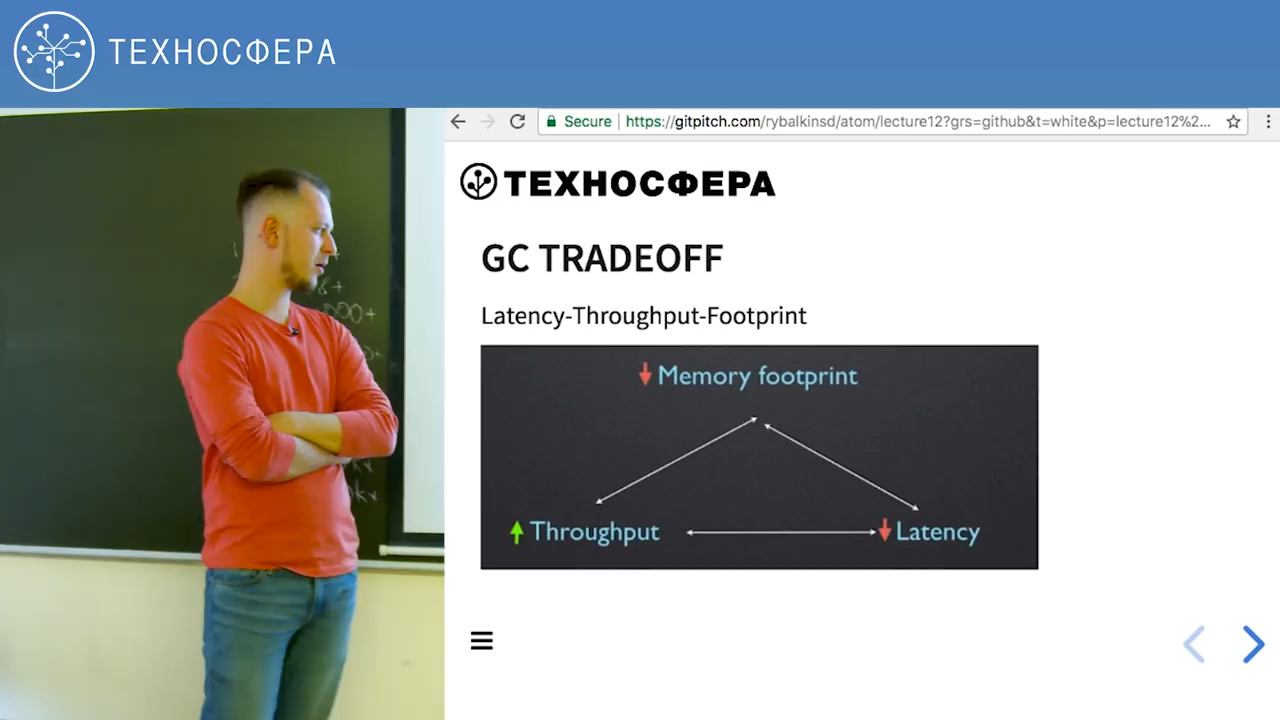 ТЕХНОСФЕРА
Secure | https://gitpitch.com/rybalkinsd/atom/lecture12?grs=github&t=white&p=lecture12%2...
ТЕХНОСФЕРА
GC TRADEOFF
Latency-Throughput-Footprint
Memory footprint
Throughput
Latency